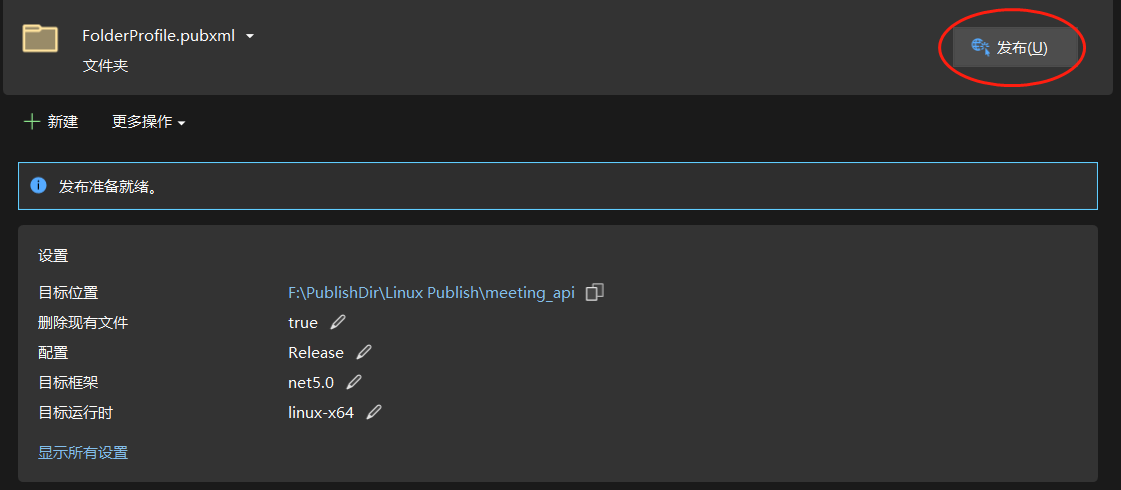 FolderProfile.pubxml
文件夹
发布(U)
新建 更多操作
发布准备就绪。
设置
目标位置 F:\PublishDir\Linux Publish\meeting_api
删除现有文件 true
配置 Release
目标框架 net5.0
目标运行时 linux-x64
显示所有设置